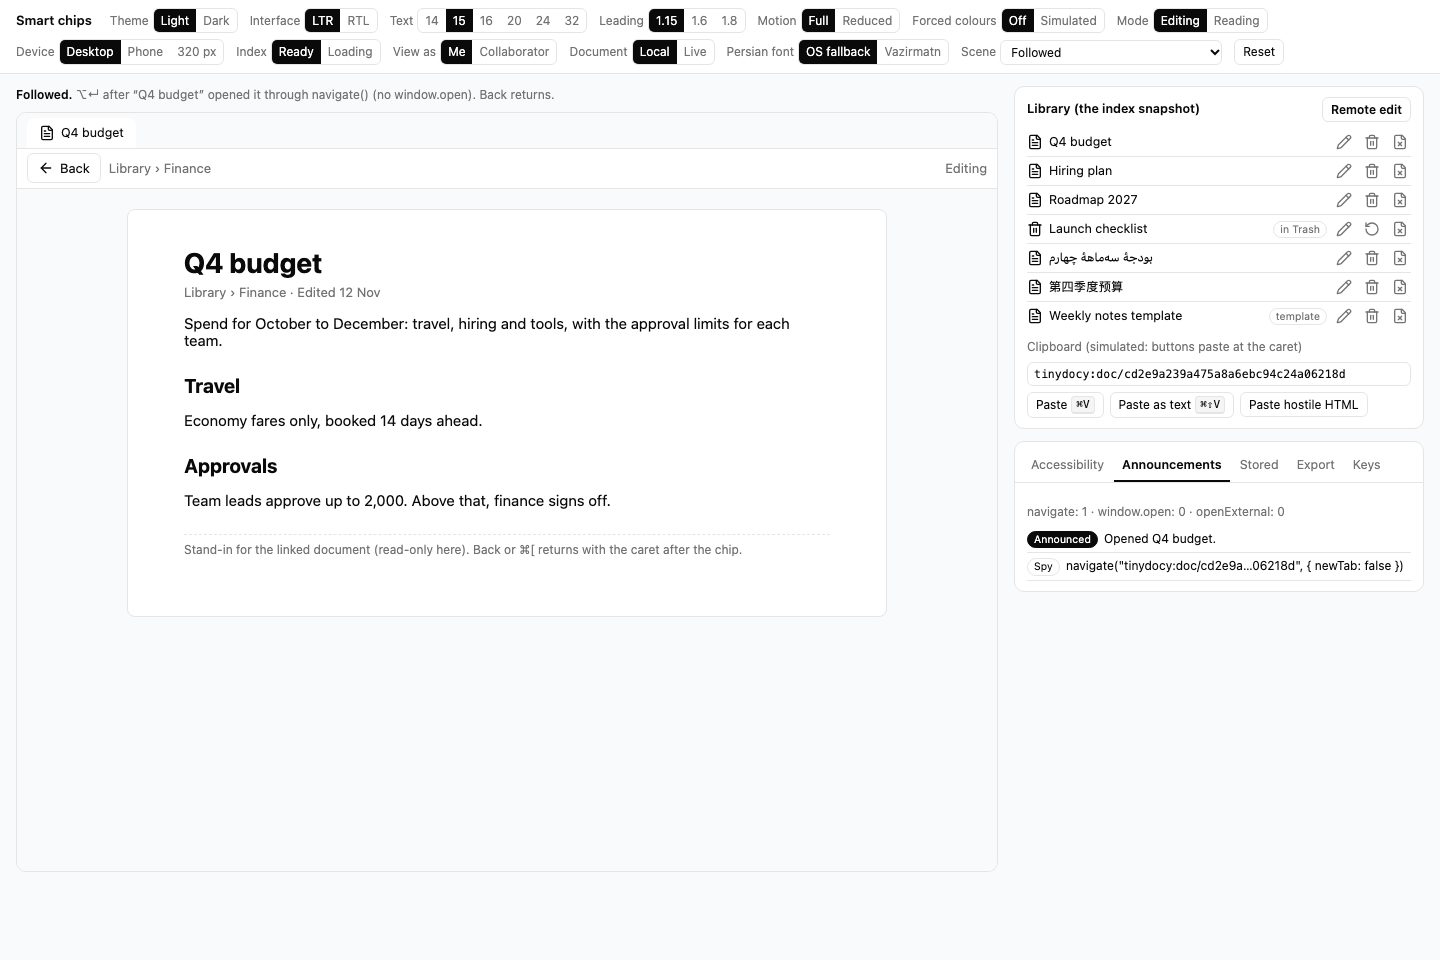 Smart chips Theme Light Dark Interface LTR RTL Text 14 15 16 20 24 32 Leading 1.15 1.6 1.8 Motion Full Reduced Forced colours Off Simulated Mode Editing Reading
Device Desktop Phone 320 px Index Ready Loading View as Me Collaborator Document Local Live Persian font OS fallback Vazirmatn Scene Followed Reset
Followed. ⌥↵ after “Q4 budget” opened it through navigate() (no window.open). Back returns.
Q4 budget
← Back Library › Finance Editing
Q4 budget
Library › Finance · Edited 12 Nov
Spend for October to December: travel, hiring and tools, with the approval limits for each
team.
Travel
Economy fares only, booked 14 days ahead.
Approvals
Team leads approve up to 2,000. Above that, finance signs off.
Stand-in for the linked document (read-only here). Back or ⌘[ returns with the caret after the chip.
Library (the index snapshot) Remote edit
Q4 budget
Hiring plan
Roadmap 2027
Launch checklist in Trash
بودجهٔ سه‌ماههٔ چهارم
第四季度预算
Weekly notes template template
Clipboard (simulated: buttons paste at the caret)
tinydocy:doc/cd2e9a239a475a8a6ebc94c24a06218d
Paste ⌘V Paste as text ⌘⇧V Paste hostile HTML
Accessibility Announcements Stored Export Keys
navigate: 1 · window.open: 0 · openExternal: 0
Announced Opened Q4 budget.
Spy navigate("tinydocy:doc/cd2e9a…06218d", { newTab: false })